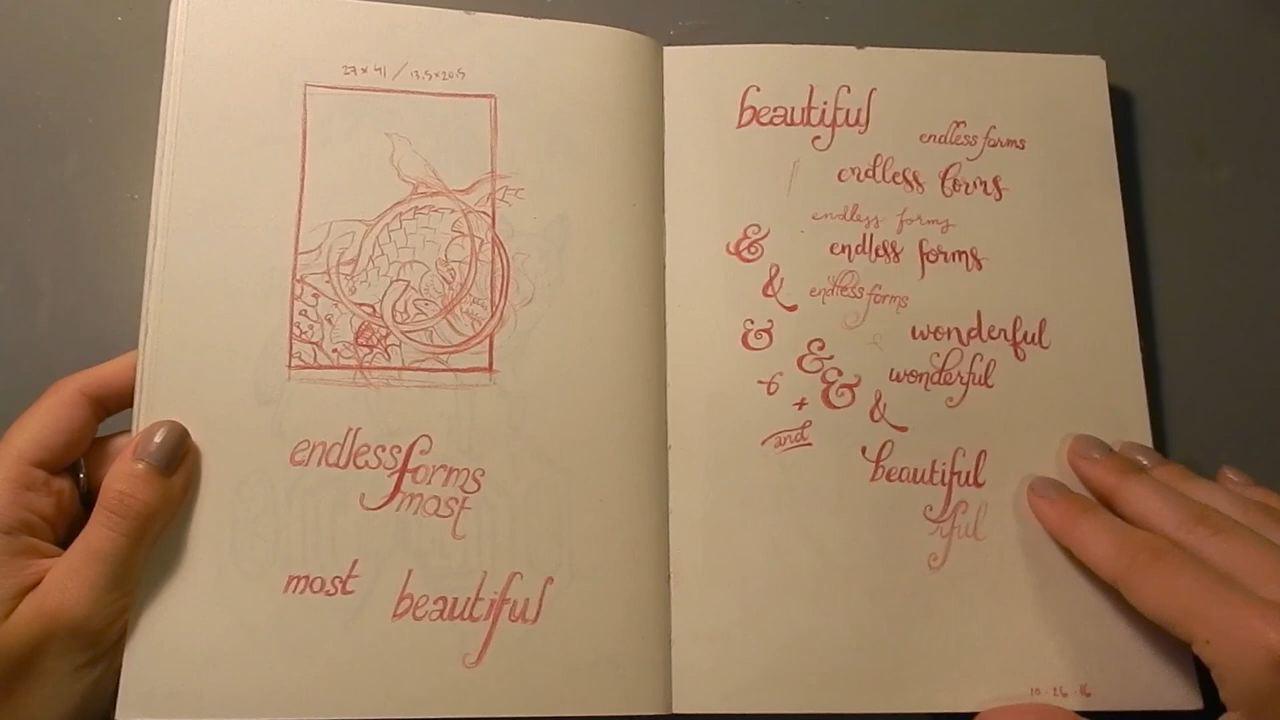 27 x 41 / 13.5 x 20.5
endless forms
most
most beautiful
beautiful
endless forms
endless forms
endless forms
&
endless forms
&
endless forms
&
wonderful
&
wonderful
&
+
&
and
beautiful
rful
10 · 26 · 16